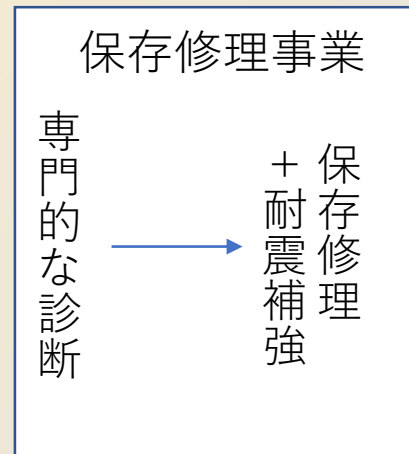 保存修理事業
専門的な診断
保存修理
＋耐震補強